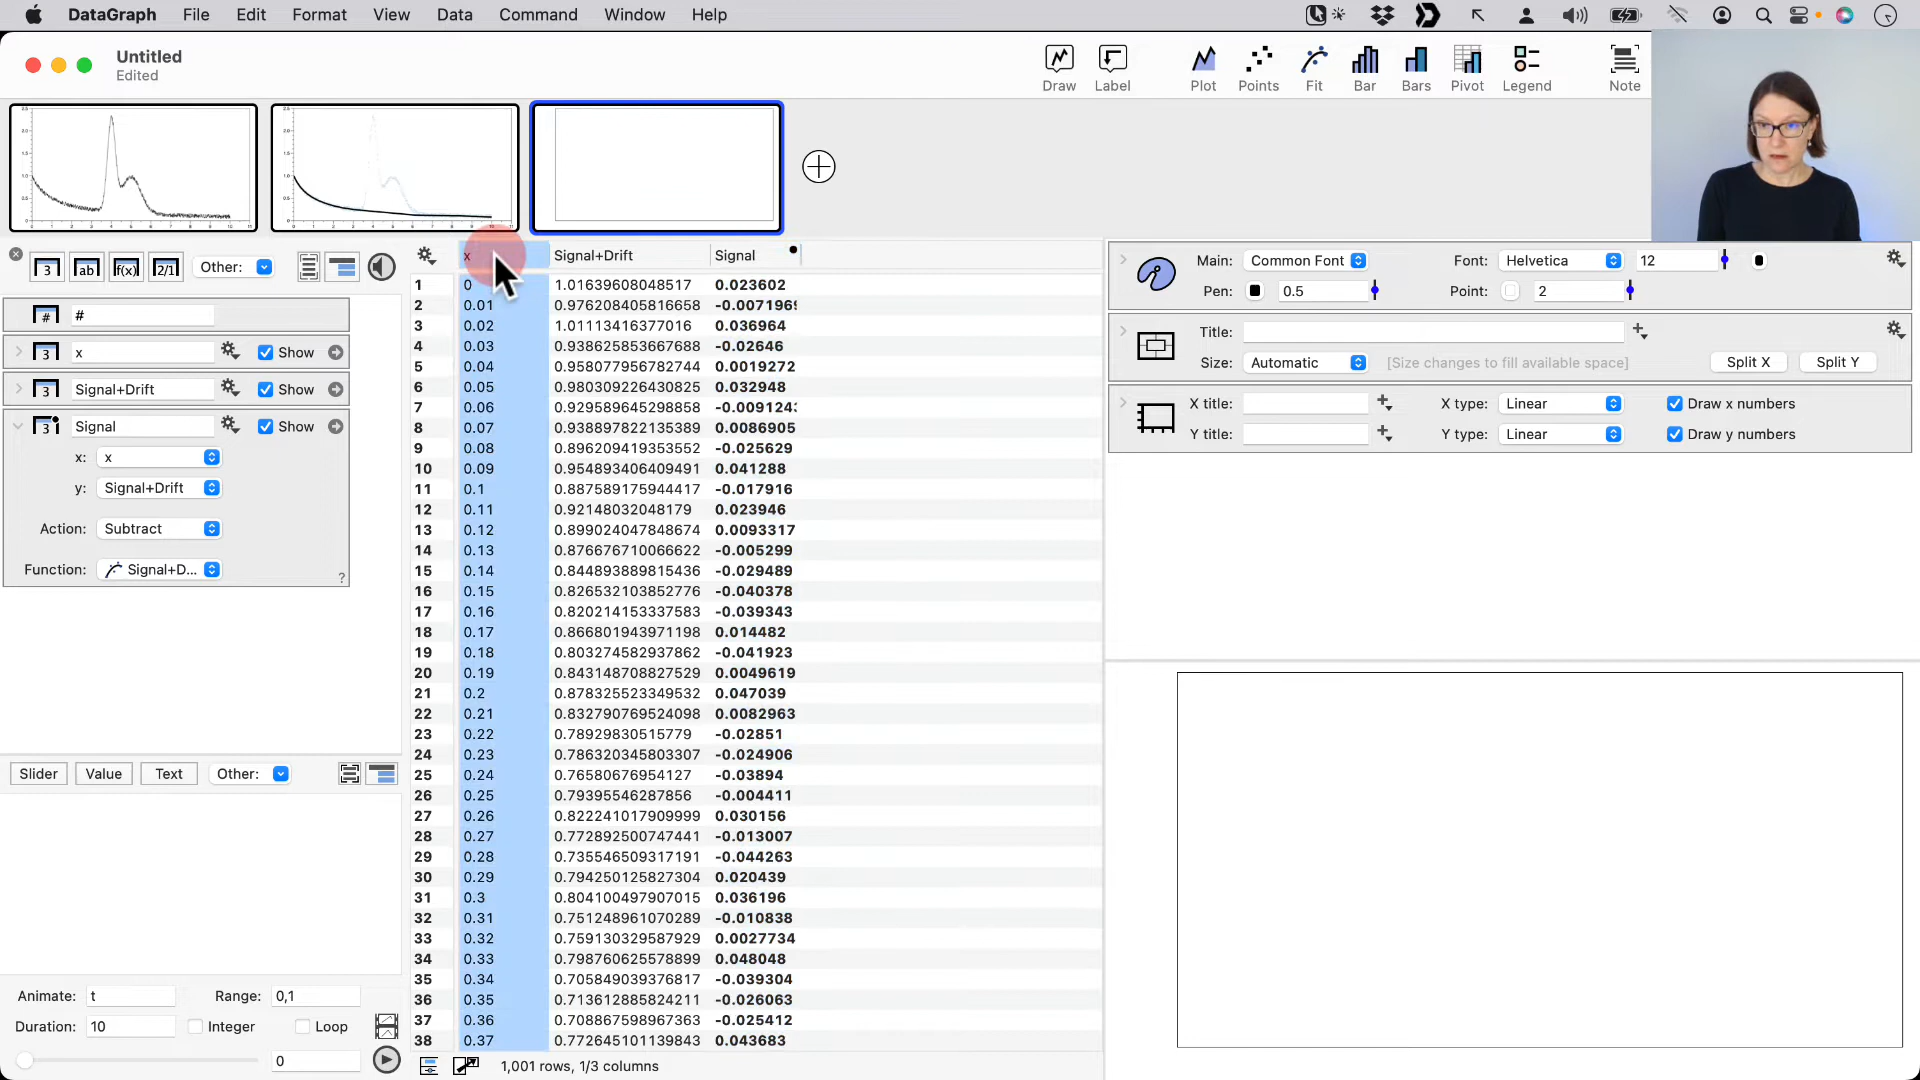 DataGraph File Edit Format View Data Command Window Help
Untitled
Edited
Draw Label Plot Points Fit Bar Bars Pivot Legend Note
3 ab f(x) 2/1 Other:
# #
3 x Show
3 Signal+Drift Show
3 Signal Show
x: x
y: Signal+Drift
Action: Subtract
Function: Signal+D... ?
Slider Value Text Other:
Animate: t Range: 0,1
Duration: 10 Integer Loop
0
x Signal+Drift Signal
1 0 1.01639608048517 0.023602
2 0.01 0.976208405816658 -0.0071969
3 0.02 1.01113416377016 0.036964
4 0.03 0.938625853667688 -0.02646
5 0.04 0.958077956782744 0.0019272
6 0.05 0.980309226430825 0.032948
7 0.06 0.929589645298858 -0.009124
8 0.07 0.938897822135389 0.0086905
9 0.08 0.89620941935352 -0.025629
10 0.09 0.954893406409491 0.041288
11 0.1 0.887589175944417 -0.017916
12 0.11 0.92148032048179 0.023946
13 0.12 0.899024047848674 0.0093317
14 0.13 0.876676710066622 -0.005299
15 0.14 0.844893889815436 -0.029489
16 0.15 0.826532103852776 -0.040378
17 0.16 0.820214153337583 -0.039343
18 0.17 0.866801943971198 0.014482
19 0.18 0.803274582937862 -0.041923
20 0.19 0.843148708827529 0.0049619
21 0.2 0.878325523349532 0.047039
22 0.21 0.832790769524098 0.0082963
23 0.22 0.78929830515779 -0.02851
24 0.23 0.786320345803307 -0.024906
25 0.24 0.76580676954127 -0.03894
26 0.25 0.79395546287856 -0.004411
27 0.26 0.822241017909999 0.030156
28 0.27 0.772892500747441 -0.013007
29 0.28 0.735546509317191 -0.044263
30 0.29 0.794250125827304 0.020439
31 0.3 0.804100497907015 0.036196
32 0.31 0.751248961070289 -0.010838
33 0.32 0.759130329587929 0.0027734
34 0.33 0.798760625578899 0.048048
35 0.34 0.705849039376817 -0.039304
36 0.35 0.713612885824211 -0.026063
37 0.36 0.708867598967363 -0.025412
38 0.37 0.772645101139843 0.043683
1,001 rows, 1/3 columns
Main: Common Font Font: Helvetica 12
Pen: 0.5 Point: 2
Title:
Size: Automatic [Size changes to fill available space] Split X Split Y
X title: X type: Linear Draw x numbers
Y title: Y type: Linear Draw y numbers